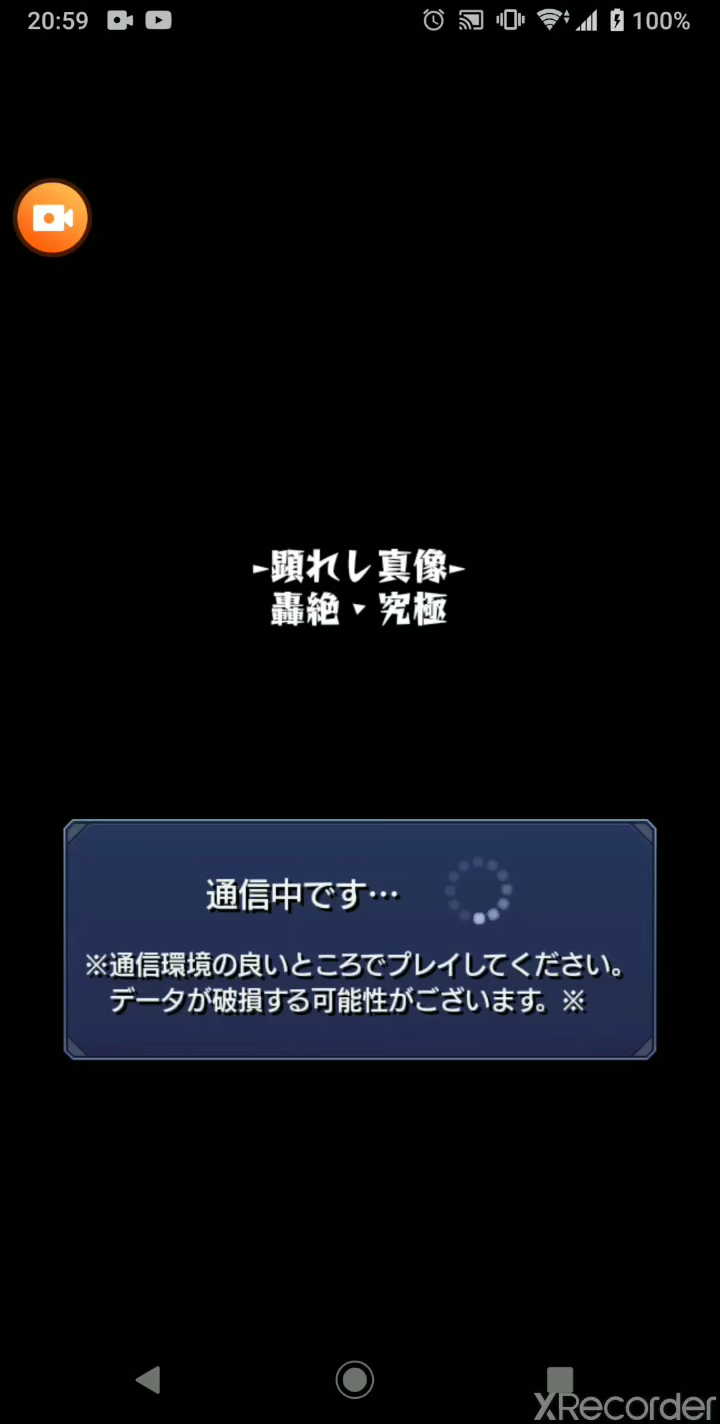 20:59
100%
-顕れし真像-
轟絶・究極
通信中です…
※通信環境の良いところでプレイしてください。
データが破損する可能性がございます。※
XRecorder